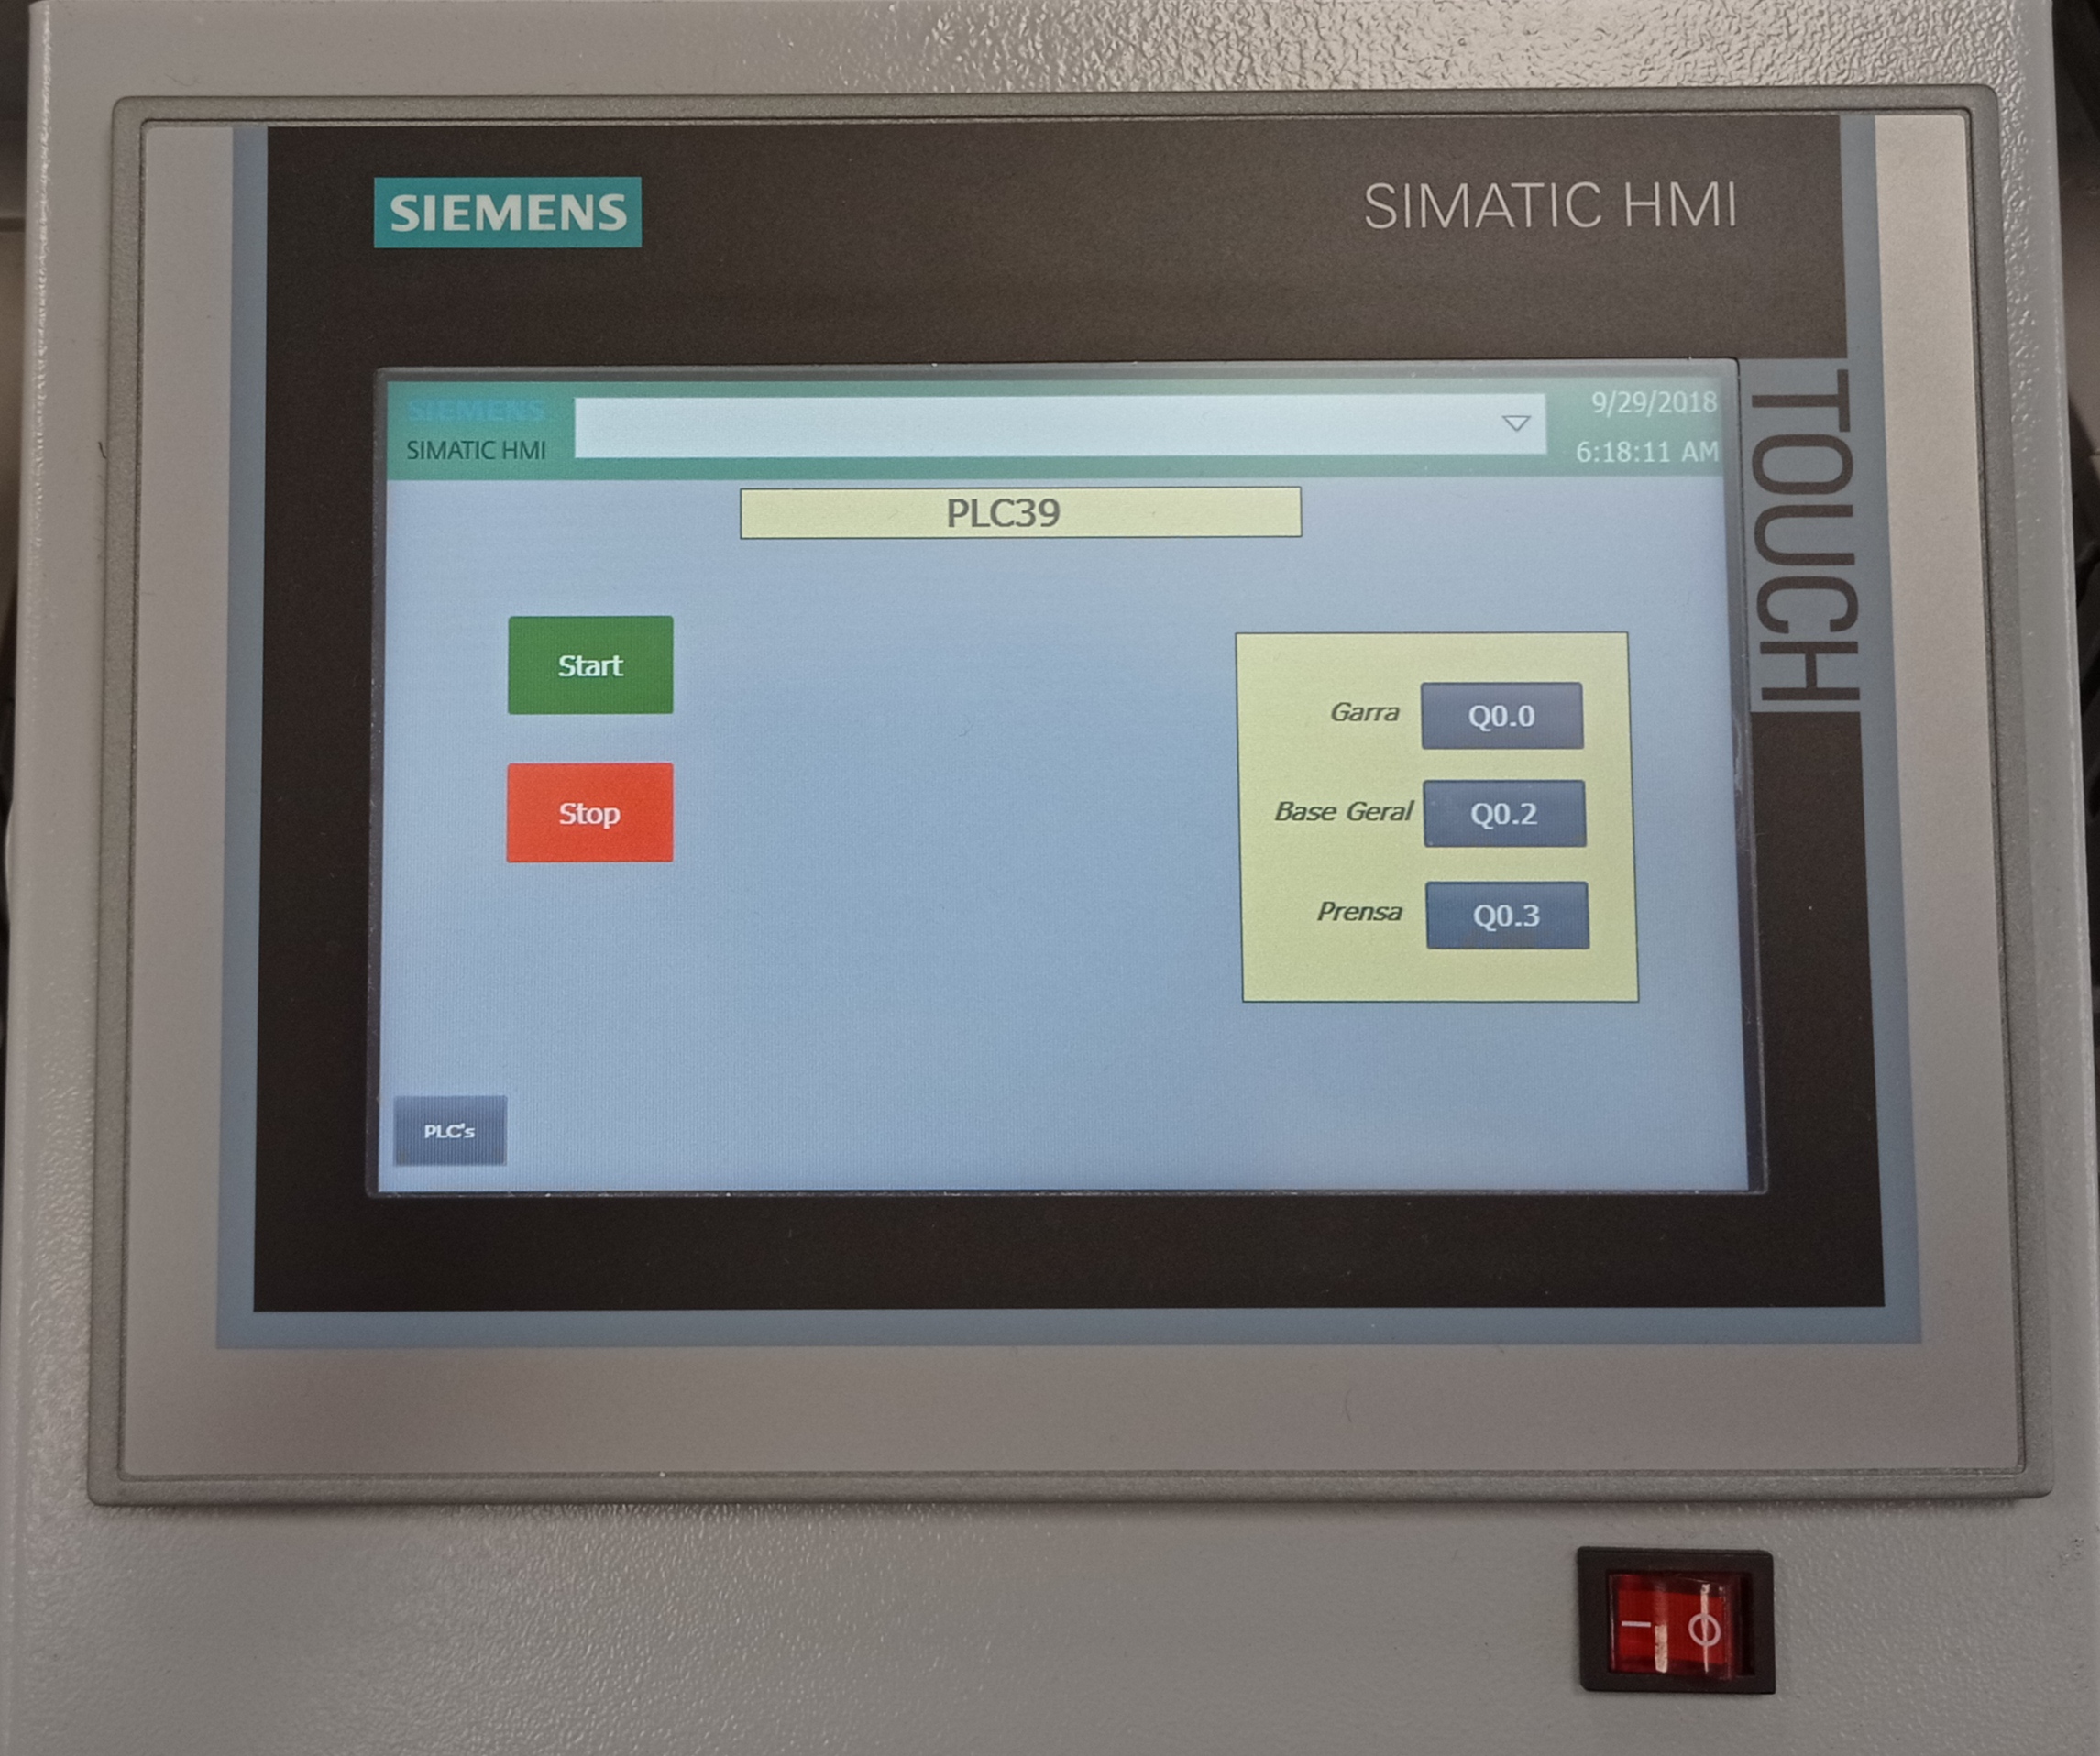 SIEMENS
SIMATIC HMI
TOUCH
SIEMENS
SIMATIC HMI
9/29/2018
6:18:11 AM
PLC39
Start
Stop
Garra Q0.0
Base Geral Q0.2
Prensa Q0.3
PLC's